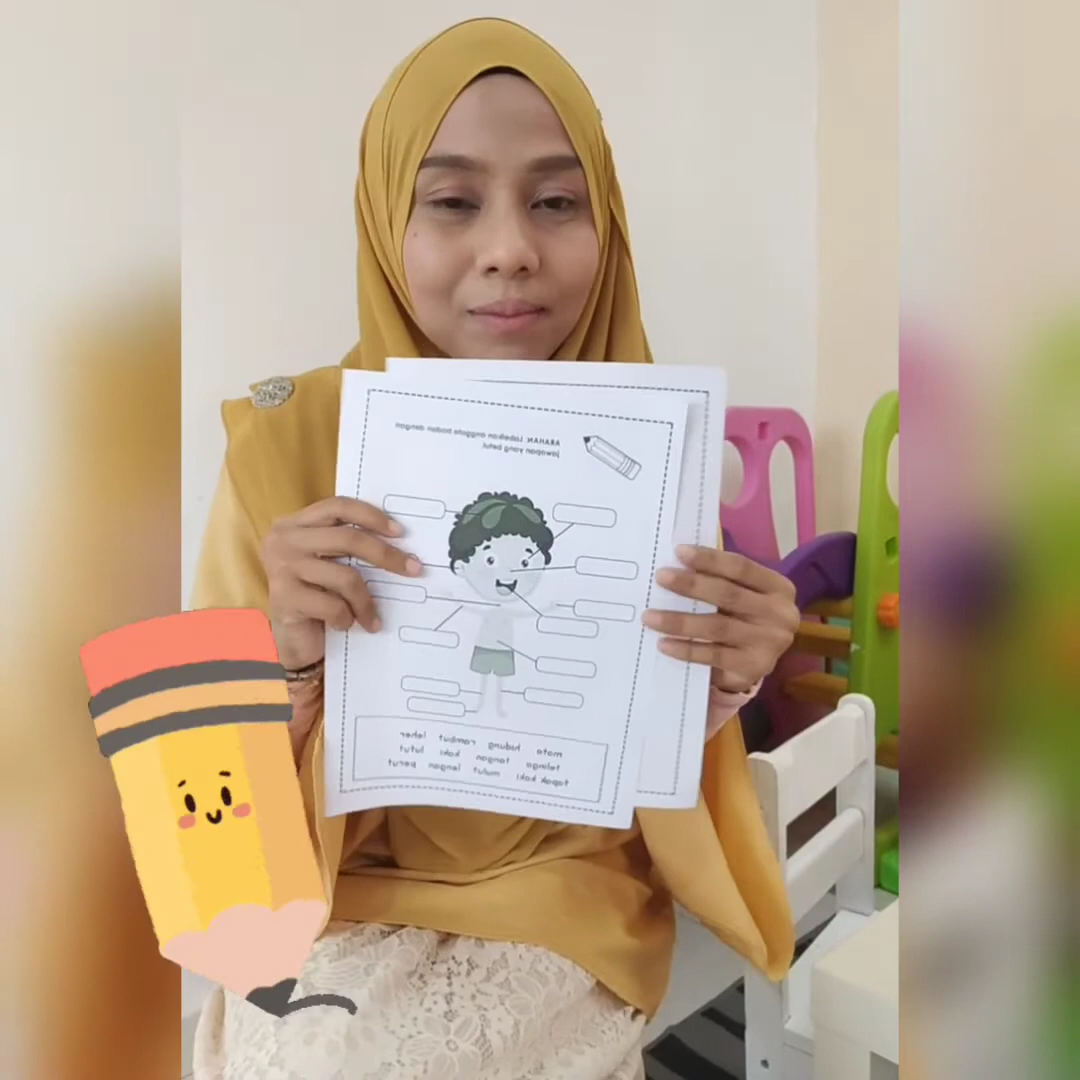 ARAHAN: Labelkan anggota badan dengan
jawapan yang betul.
mata hidung rambut leher
telinga tangan kaki lutut
tapak kaki mulut lengan perut